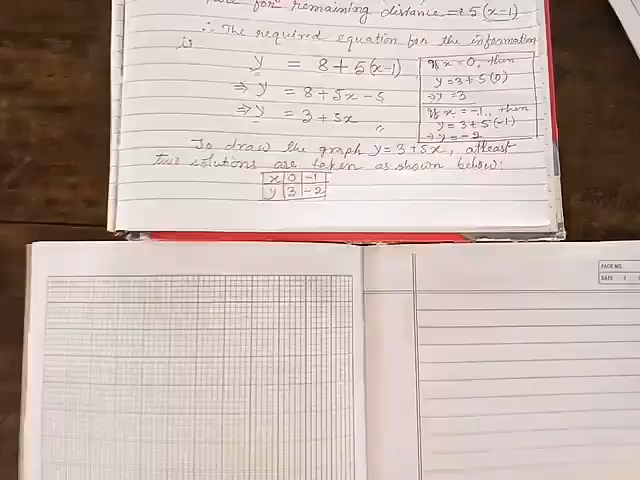 for remaining distance = 5(x-1)
∴ The required equation for the information
is
y = 8 + 5(x-1)
⇒ y = 8 + 5x - 5
⇒ y = 3 + 5x
If x = 0, then
y = 3 + 5(0)
⇒ y = 3
If x = -1, then
y = 3 + 5(-1)
⇒ y = -2
To draw the graph y = 3 + 5x, atleast
two solutions are taken as shown below:
x 0 -1
y 3 -2
PAGE NO.
DATE